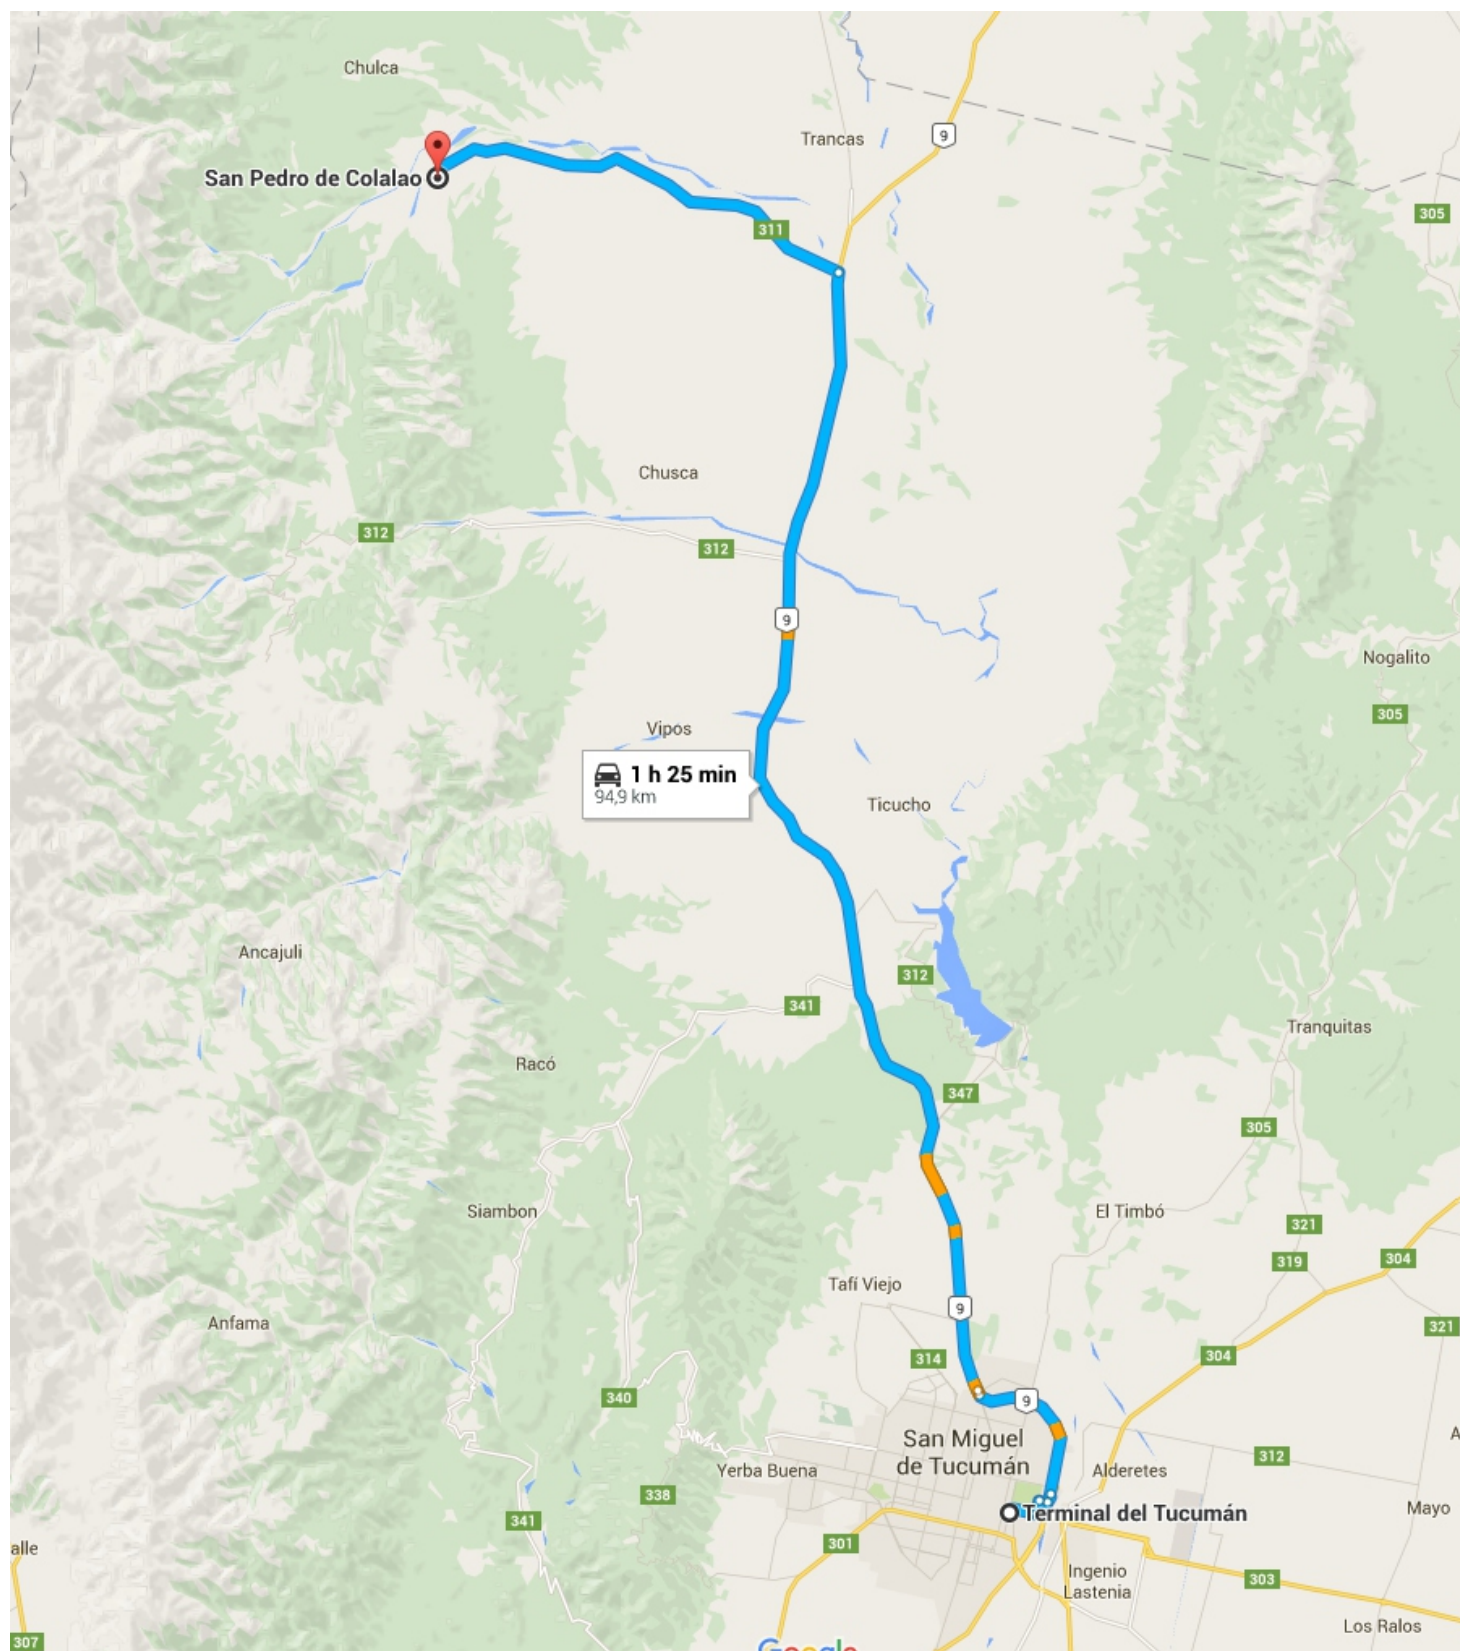 Chulca
Trancas
9
San Pedro de Colalao
305
311
Chusca
312
312
9
Nogalito
305
Vipos
1 h 25 min
94,9 km
Ticucho
Ancajuli
312
341
Tranquitas
Racó
347
305
Siambon
El Timbó
321
319
304
Tafí Viejo
9
Anfama
321
314
304
340
9
San Miguel
de Tucumán
Yerba Buena
Alderetes
312
338
Mayo
Terminal del Tucumán
341
301
alle
Ingenio
Lastenia
303
Los Ralos
307
Google